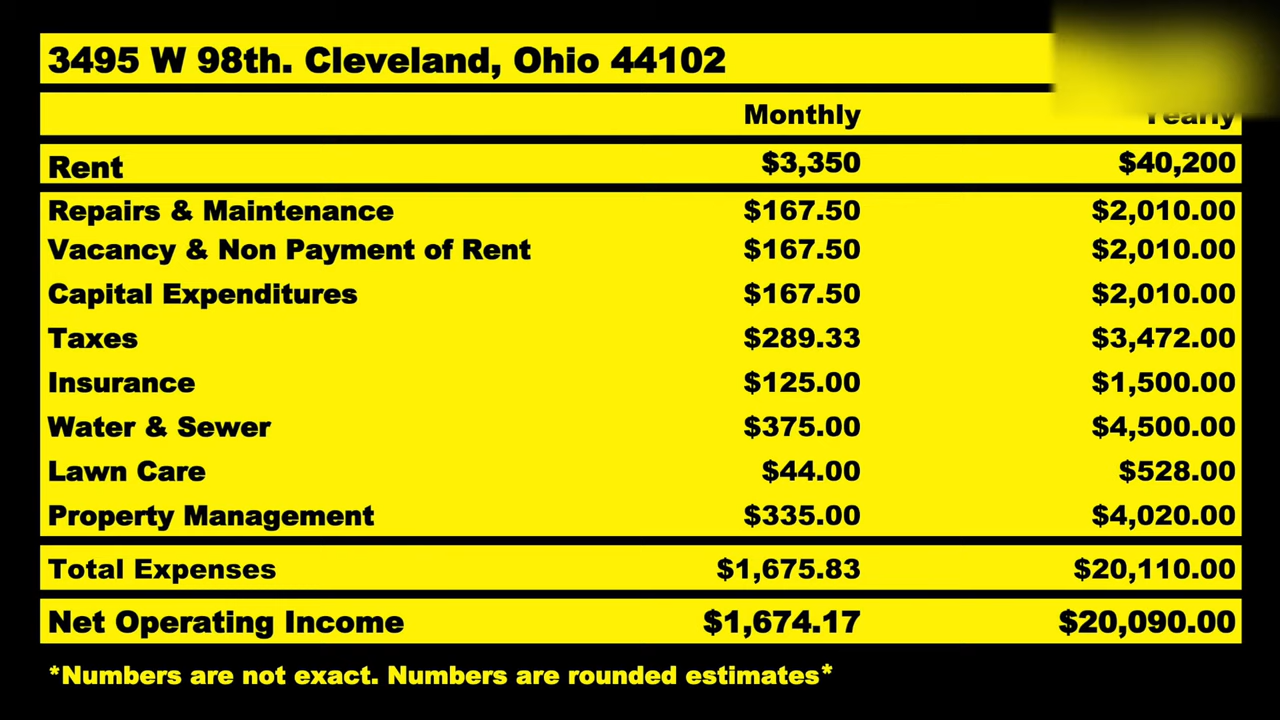 3495 W 98th. Cleveland, Ohio 44102
Monthly Yearly
Rent $3,350 $40,200
Repairs & Maintenance $167.50 $2,010.00
Vacancy & Non Payment of Rent $167.50 $2,010.00
Capital Expenditures $167.50 $2,010.00
Taxes $289.33 $3,472.00
Insurance $125.00 $1,500.00
Water & Sewer $375.00 $4,500.00
Lawn Care $44.00 $528.00
Property Management $335.00 $4,020.00
Total Expenses $1,675.83 $20,110.00
Net Operating Income $1,674.17 $20,090.00
*Numbers are not exact. Numbers are rounded estimates*